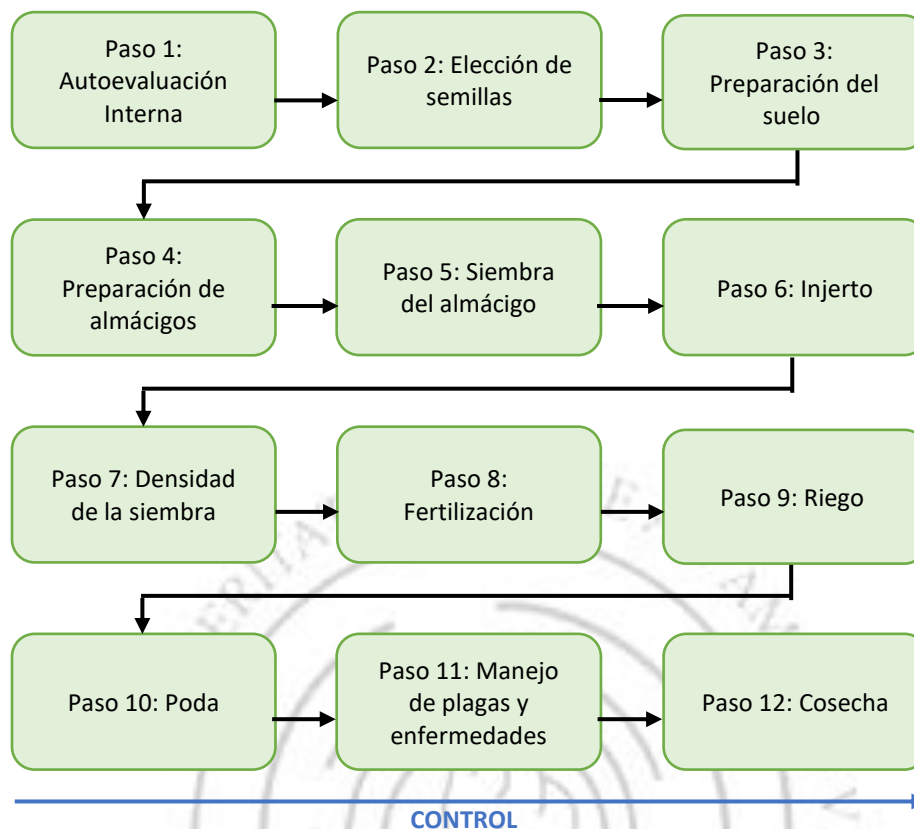 Paso 1:
Autoevaluación
Interna
Paso 2: Elección de
semillas
Paso 3:
Preparación del
suelo
Paso 4:
Preparación de
almácigos
Paso 5: Siembra
del almácigo
Paso 6: Injerto
Paso 7: Densidad
de la siembra
Paso 8:
Fertilización
Paso 9: Riego
Paso 10: Poda
Paso 11: Manejo
de plagas y
enfermedades
Paso 12: Cosecha
CONTROL